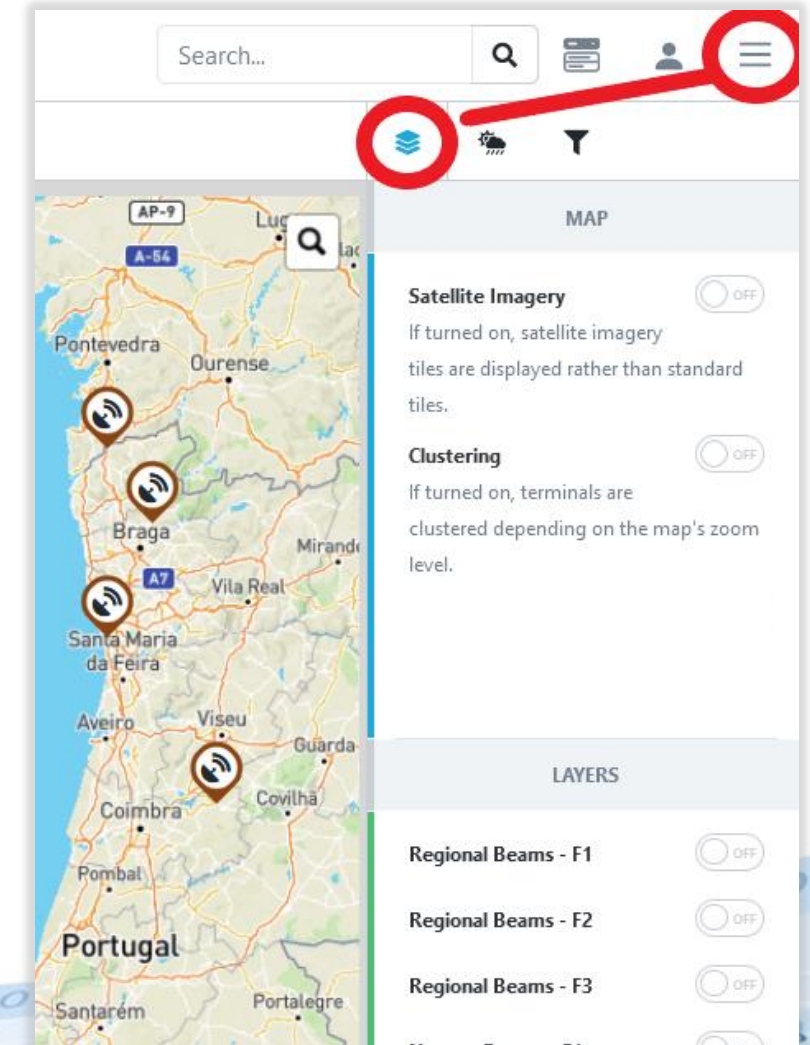 Search...
MAP
Satellite Imagery
OFF
If turned on, satellite imagery
tiles are displayed rather than standard
tiles.
Clustering
OFF
If turned on, terminals are
clustered depending on the map's zoom
level.
LAYERS
Regional Beams - F1
OFF
Regional Beams - F2
OFF
Regional Beams - F3
OFF
AP-9
A-54
Pontevedra
Ourense
Braga
A7
Vila Real
Santa Maria
da Feira
Aveiro
Viseu
Guarda
Coimbra
Covilhã
Pombal
Portugal
Santarém
Portalegre